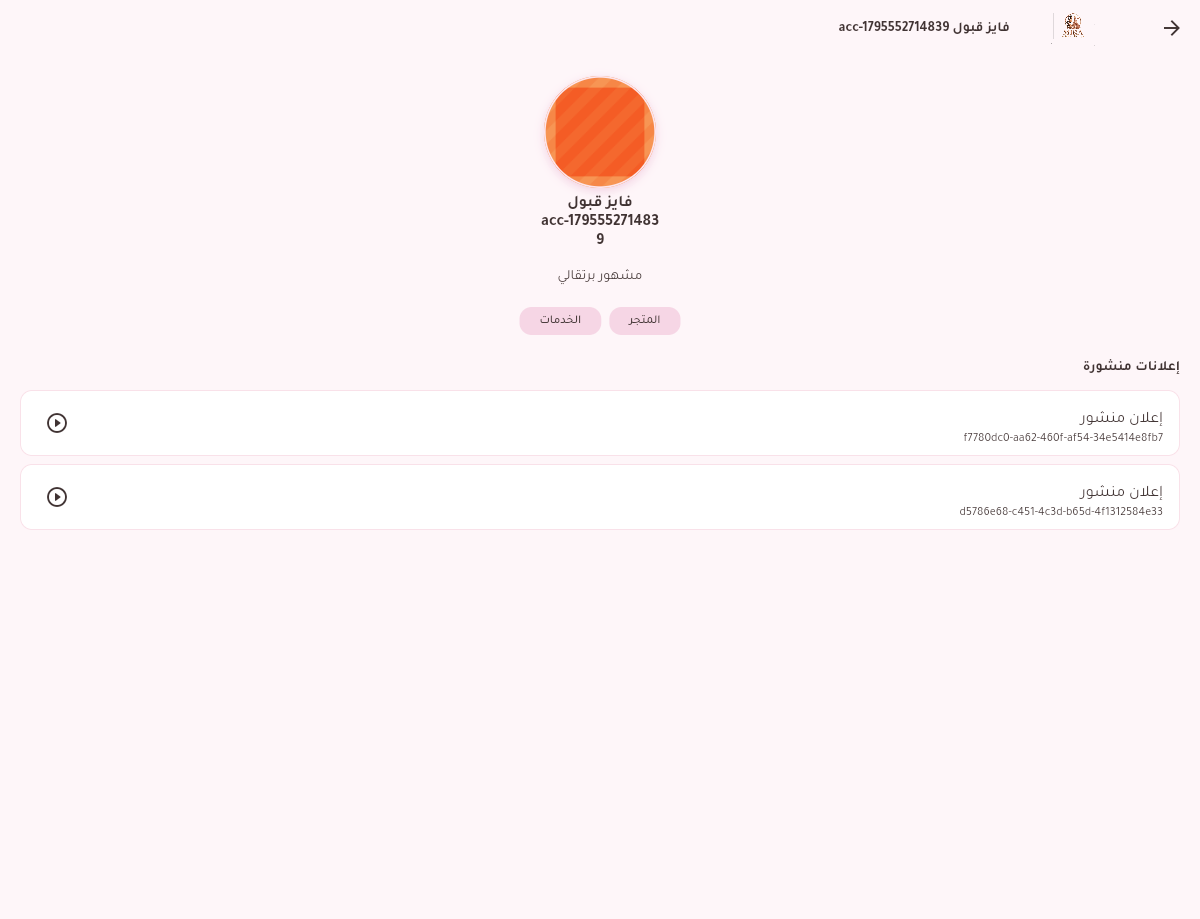 فايز قبول acc-1795552714839
فايز قبول
acc-179555271483
9
مشهور برتقالي
المتجر
الخدمات
إعلانات منشورة
إعلان منشور
f7780dc0-aa62-460f-af54-34e5414e8fb7
إعلان منشور
d5786e68-c451-4c3d-b65d-4f1312584e33